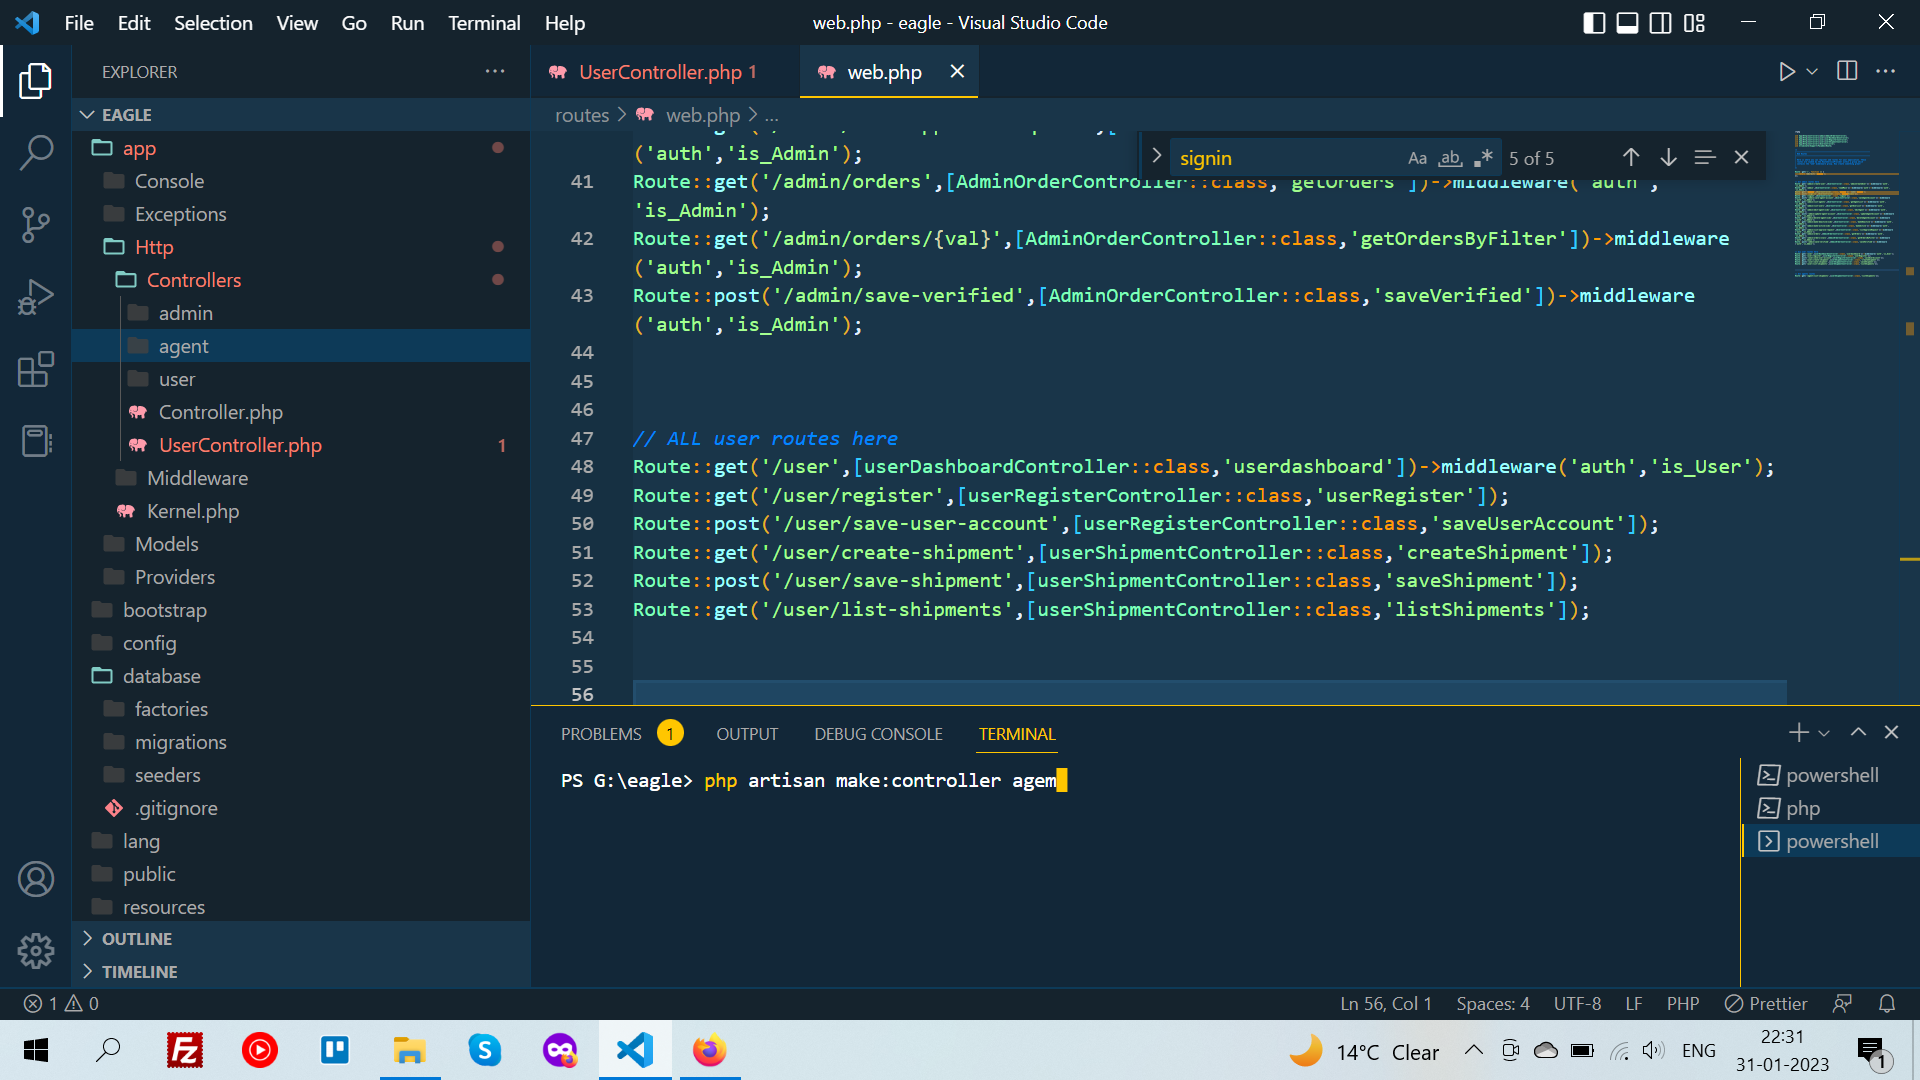 File Edit Selection View Go Run Terminal Help
web.php - eagle - Visual Studio Code
EXPLORER
EAGLE
app
Console
Exceptions
Http
Controllers
admin
agent
user
Controller.php
UserController.php 1
Middleware
Kernel.php
Models
Providers
bootstrap
config
database
factories
migrations
seeders
.gitignore
lang
public
resources
OUTLINE
TIMELINE
UserController.php 1
web.php
routes > web.php > ...
signin
Aa ab 5 of 5
('auth','is_Admin');
41 Route::get('/admin/orders',[AdminOrderController::class,'getOrders'])->middleware('auth',
'is_Admin');
42 Route::get('/admin/orders/{val}',[AdminOrderController::class,'getOrdersByFilter'])->middleware
('auth','is_Admin');
43 Route::post('/admin/save-verified',[AdminOrderController::class,'saveVerified'])->middleware
('auth','is_Admin');
44
45
46
47 // ALL user routes here
48 Route::get('/user',[userDashboardController::class,'userdashboard'])->middleware('auth','is_User');
49 Route::get('/user/register',[userRegisterController::class,'userRegister']);
50 Route::post('/user/save-user-account',[userRegisterController::class,'saveUserAccount']);
51 Route::get('/user/create-shipment',[userShipmentController::class,'createShipment']);
52 Route::post('/user/save-shipment',[userShipmentController::class,'saveShipment']);
53 Route::get('/user/list-shipments',[userShipmentController::class,'listShipments']);
54
55
56
PROBLEMS 1 OUTPUT DEBUG CONSOLE TERMINAL
PS G:\eagle> php artisan make:controller agem
powershell
php
powershell
1 0
Ln 56, Col 1 Spaces: 4 UTF-8 LF PHP Prettier
14°C Clear
ENG
22:31
31-01-2023
1